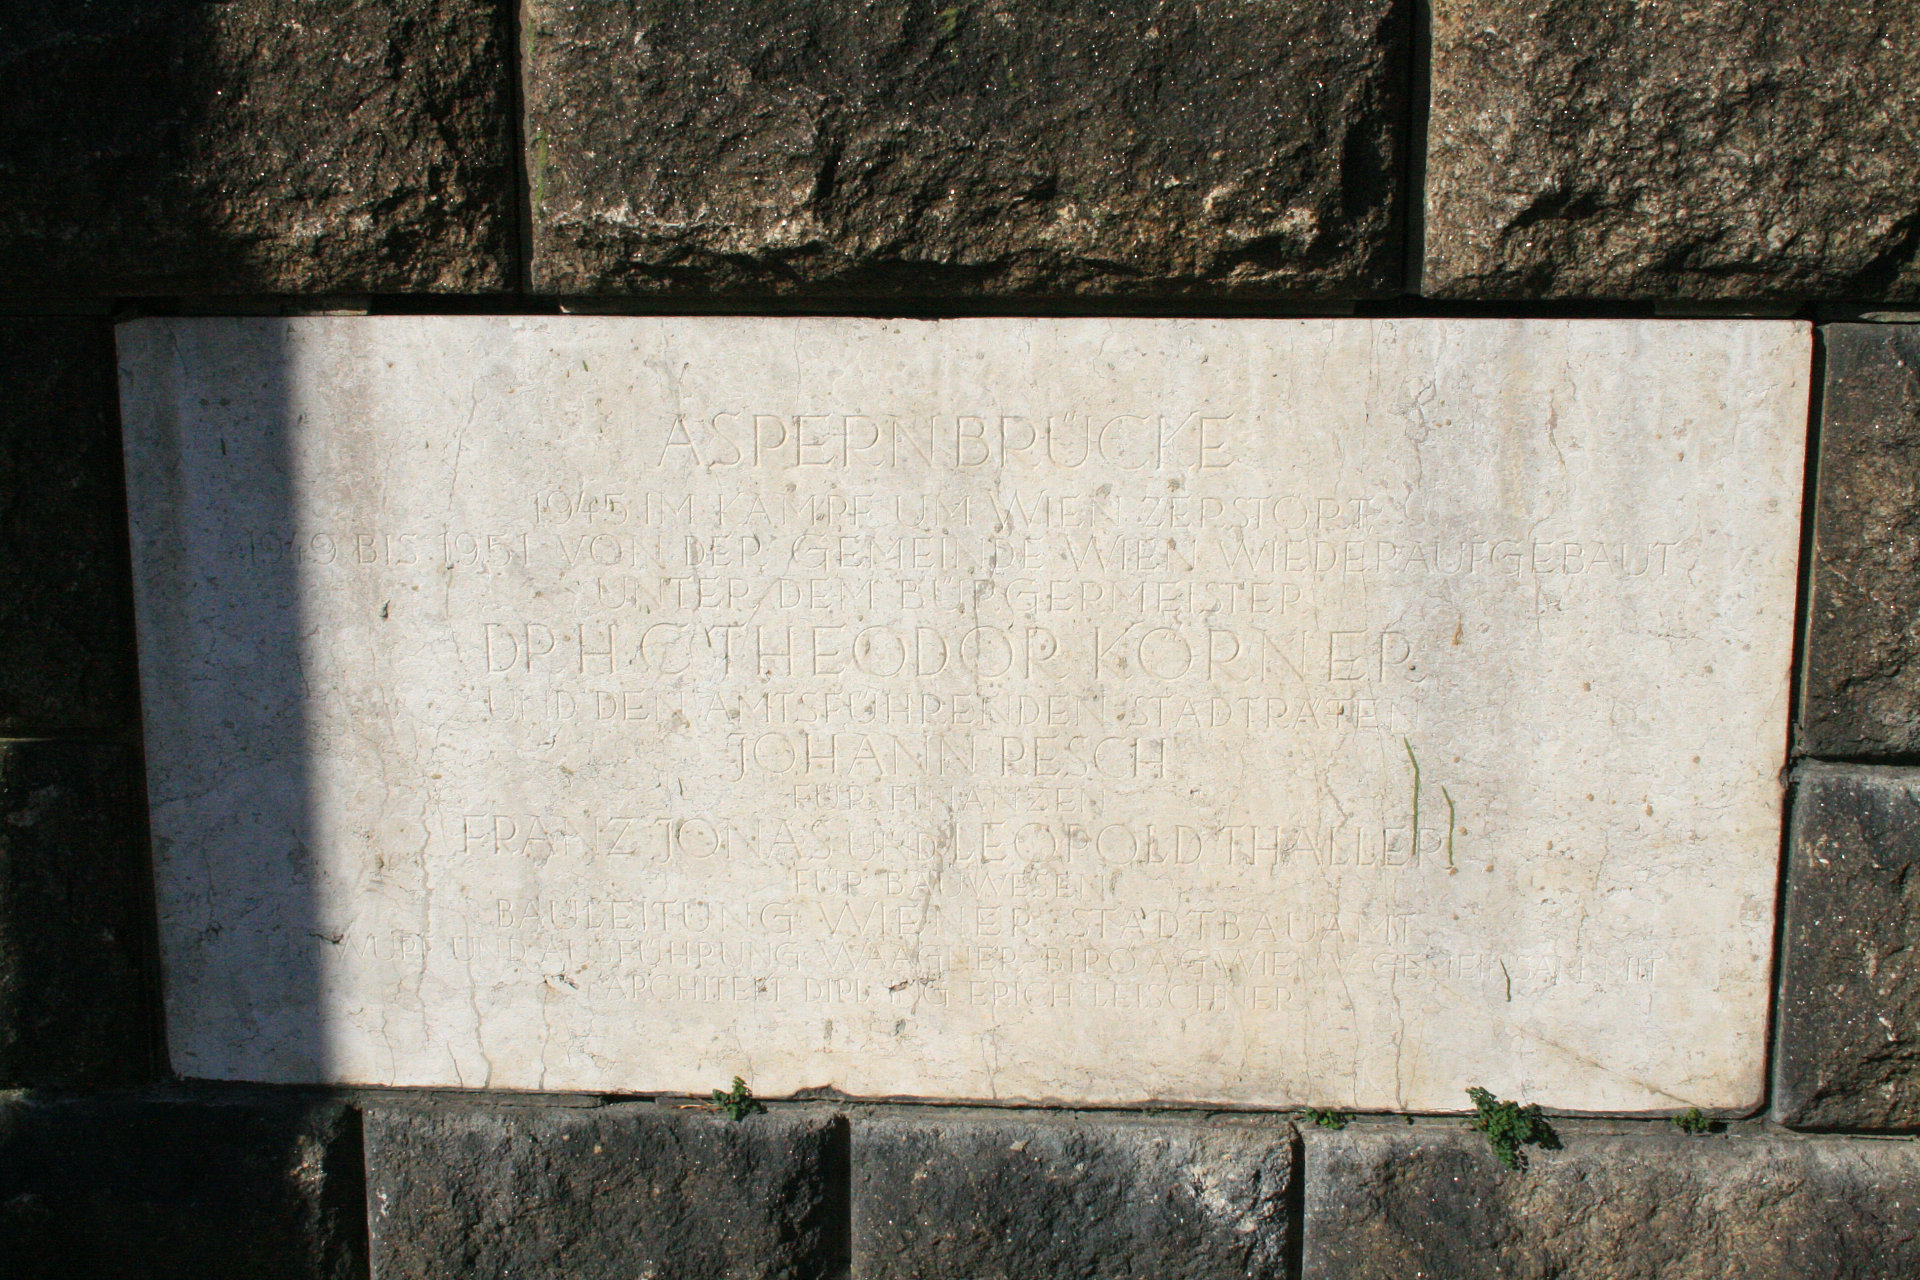 ASPERNBRÜCKE
1945 IM KAMPF UM WIEN ZERSTÖRT,
1949 BIS 1951 VON DER GEMEINDE WIEN WIEDERAUFGEBAUT
UNTER DEM BÜRGERMEISTER
DR.H.C. THEODOR KÖRNER
UND DEN AMTSFÜHRENDEN STADTRÄTEN
JOHANN RESCH
FÜR FINANZEN
FRANZ JONAS UND LEOPOLD THALLER
FÜR BAUWESEN
BAULEITUNG WIENER STADTBAUAMT
ENTWURF UND AUSFÜHRUNG WAAGNER-BIRO A.G. WIEN V. GEMEINSAM MIT
ARCHITEKT DIPL. ING. ERICH LEISCHNER